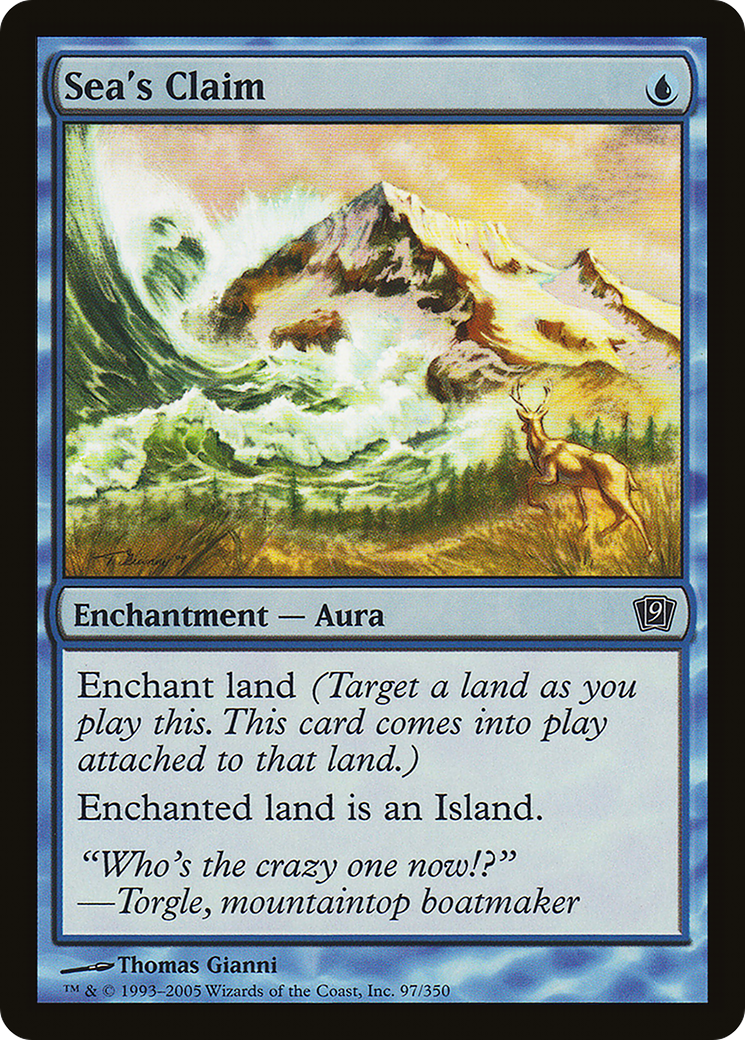 Sea's Claim
Enchantment — Aura
9
Enchant land (Target a land as you
play this. This card comes into play
attached to that land.)
Enchanted land is an Island.
“Who’s the crazy one now!?”
—Torgle, mountaintop boatmaker
Thomas Gianni
™ & © 1993–2005 Wizards of the Coast, Inc. 97/350